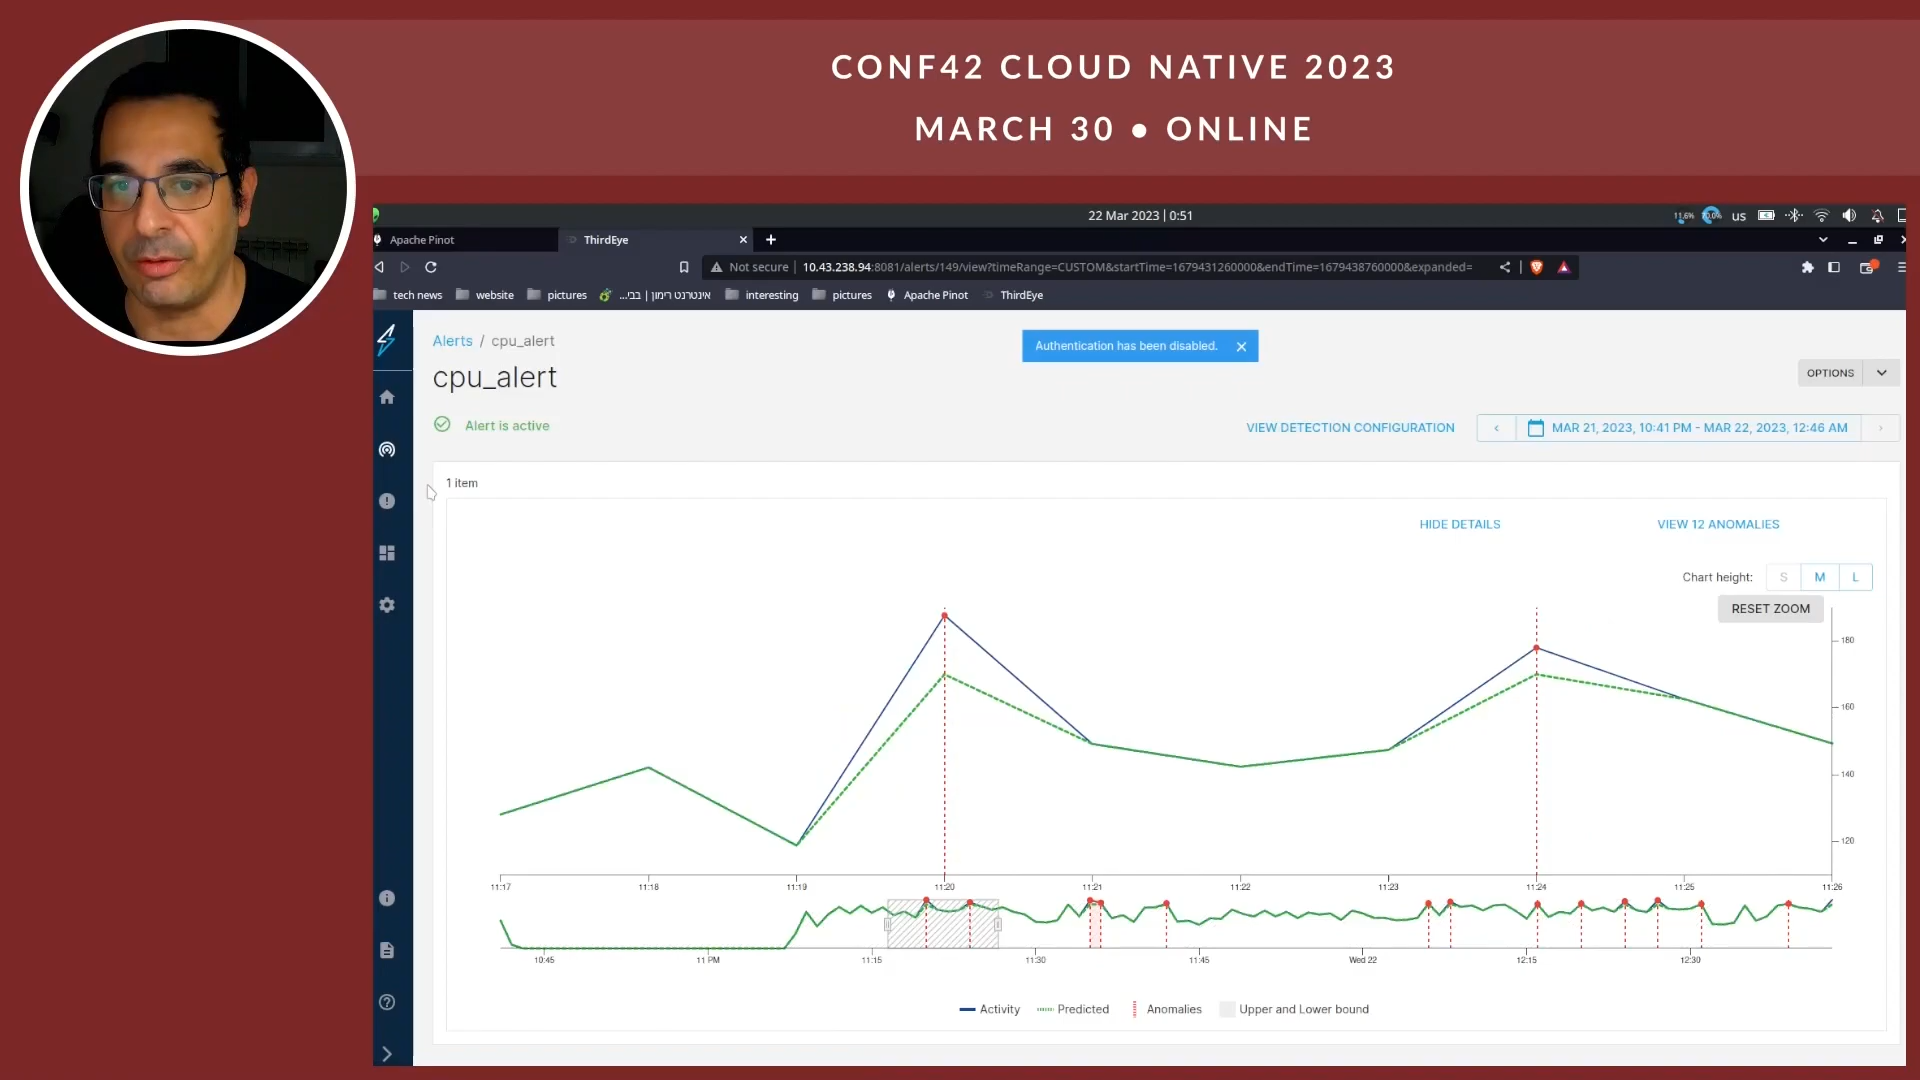 CONF42 CLOUD NATIVE 2023
MARCH 30 • ONLINE
22 Mar 2023 | 0:51
11.6%
us
Apache Pinot
ThirdEye
Not secure
10.43.238.94:8081/alerts/149/view?timeRange=CUSTOM&startTime=1679431260000&endTime=1679438760000&expanded=
tech news
website
pictures
אינטרנט רימון | בבי...
interesting
pictures
Apache Pinot
ThirdEye
Alerts / cpu_alert
Authentication has been disabled.
cpu_alert
OPTIONS
Alert is active
VIEW DETECTION CONFIGURATION
MAR 21, 2023, 10:41 PM - MAR 22, 2023, 12:46 AM
1 item
HIDE DETAILS
VIEW 12 ANOMALIES
Chart height:
S
M
L
RESET ZOOM
180
160
140
120
11:17
11:18
11:19
11:20
11:21
11:22
11:23
11:24
11:25
11:26
10:45
11 PM
11:15
11:30
11:45
Wed 22
12:15
12:30
Activity
Predicted
Anomalies
Upper and Lower bound